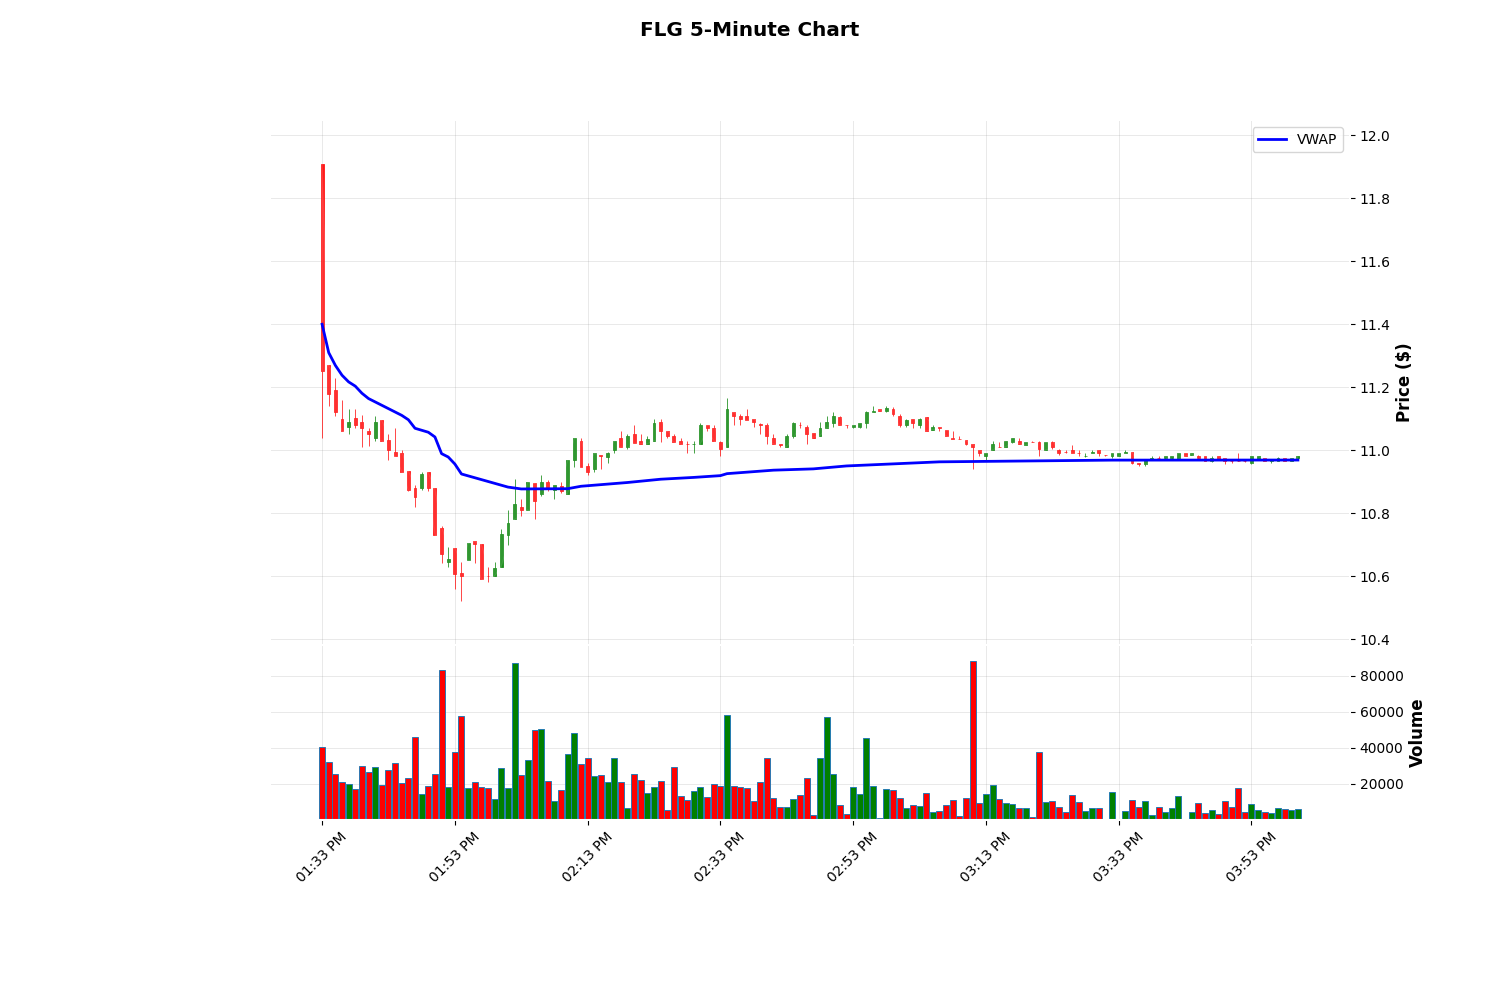 FLG 5-Minute Chart
VWAP
12.0
11.8
11.6
11.4
11.2
11.0
10.8
10.6
10.4
Price ($)
80000
60000
40000
20000
Volume
01:33 PM
01:53 PM
02:13 PM
02:33 PM
02:53 PM
03:13 PM
03:33 PM
03:53 PM